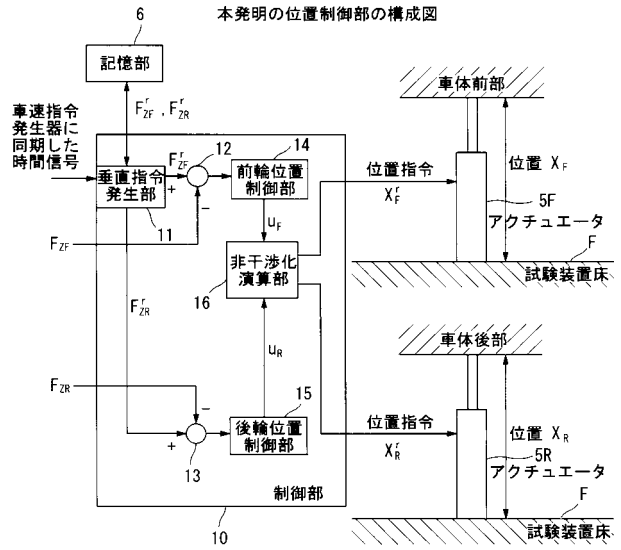 本発明の位置制御部の構成図
6
記憶部
F^r_ZF , F^r_ZR
車速指令
発生器に
同期した
時間信号
垂直指令
発生部
11
F^r_ZF
+
−
12
14
前輪位置
制御部
u_F
F_ZF
非干渉化
演算部
16
F^r_ZR
u_R
F_ZR
−
+
13
15
後輪位置
制御部
制御部
10
位置指令
X^r_F
車体前部
位置 X_F
5F
アクチュエータ
F
試験装置床
位置指令
X^r_R
車体後部
位置 X_R
5R
アクチュエータ
F
試験装置床